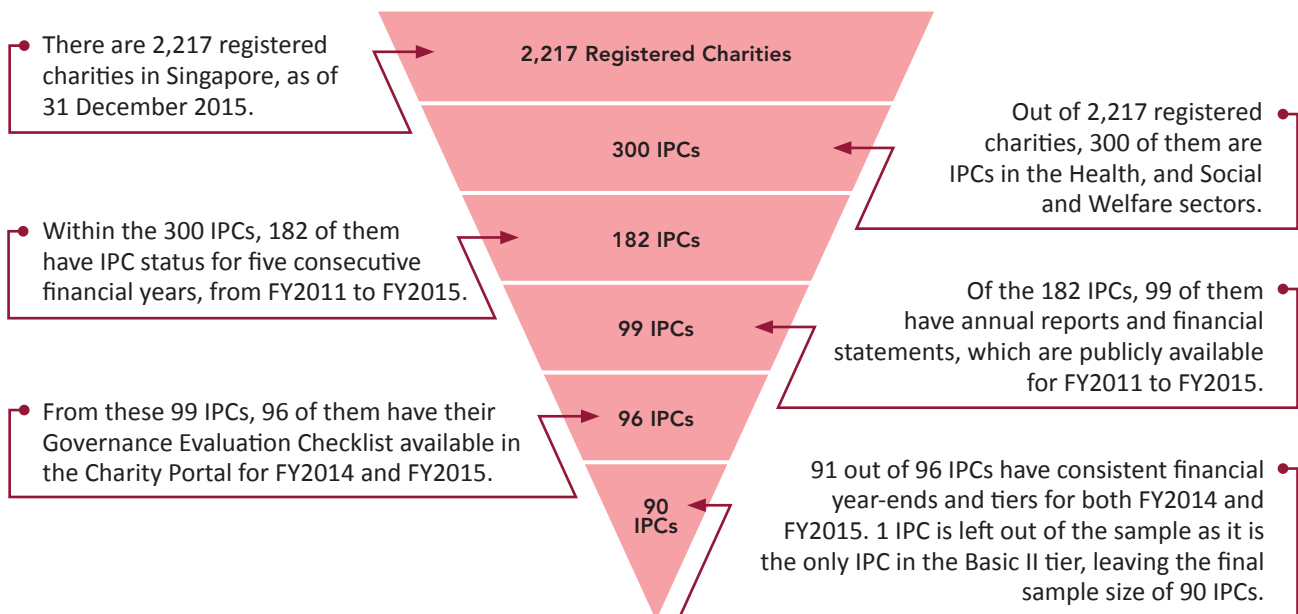 There are 2,217 registered
charities in Singapore, as of
31 December 2015.
2,217 Registered Charities
300 IPCs
Out of 2,217 registered
charities, 300 of them are
IPCs in the Health, and Social
and Welfare sectors.
Within the 300 IPCs, 182 of them
have IPC status for five consecutive
financial years, from FY2011 to FY2015.
182 IPCs
99 IPCs
Of the 182 IPCs, 99 of them
have annual reports and financial
statements, which are publicly available
for FY2011 to FY2015.
From these 99 IPCs, 96 of them have their
Governance Evaluation Checklist available in
the Charity Portal for FY2014 and FY2015.
96 IPCs
90
IPCs
91 out of 96 IPCs have consistent financial
year-ends and tiers for both FY2014 and
FY2015. 1 IPC is left out of the sample as it is
the only IPC in the Basic II tier, leaving the final
sample size of 90 IPCs.